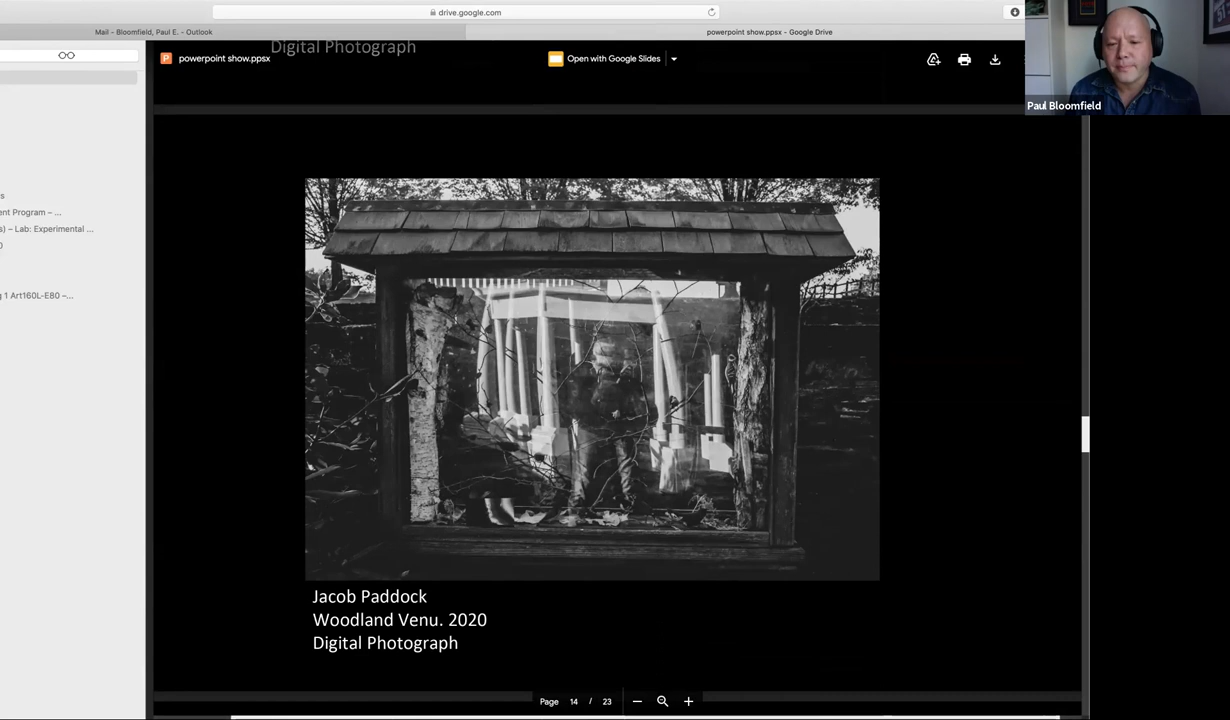 drive.google.com
Mail - Bloomfield, Paul E. - Outlook
powerpoint show.ppsx - Google Drive
Digital Photograph
powerpoint show.ppsx
Open with Google Slides
Paul Bloomfield
s
ent Program – ...
s) – Lab: Experimental ...
0
g 1 Art160L-E80 –...
Jacob Paddock
Woodland Venu. 2020
Digital Photograph
Page 14 / 23